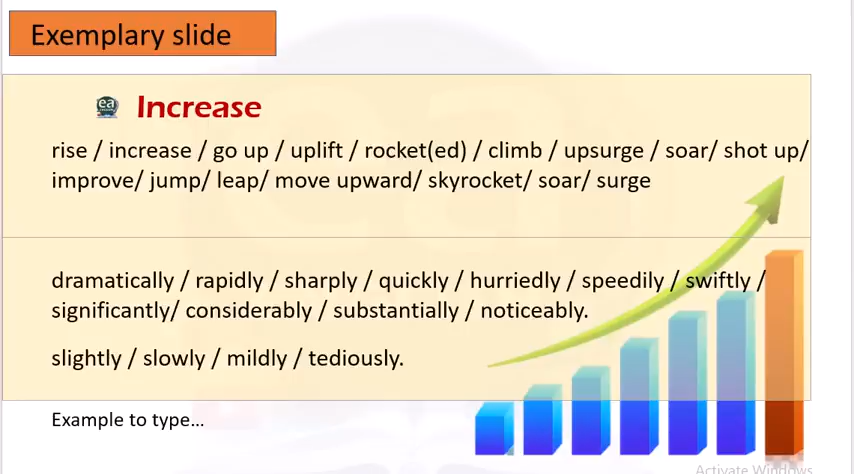 Exemplary slide
ea
Increase
rise / increase / go up / uplift / rocket(ed) / climb / upsurge / soar/ shot up/
improve/ jump/ leap/ move upward/ skyrocket/ soar/ surge
dramatically / rapidly / sharply / quickly / hurriedly / speedily / swiftly /
significantly/ considerably / substantially / noticeably.
slightly / slowly / mildly / tediously.
Example to type...
Activate Windows